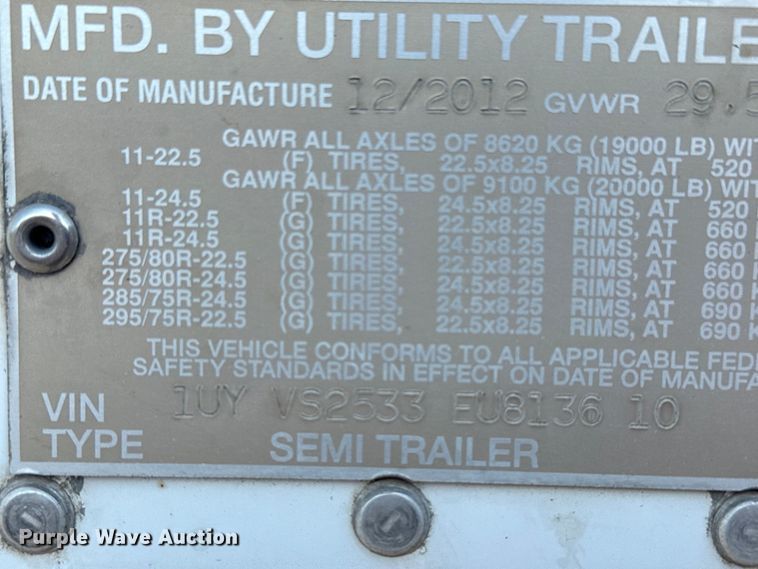 MFD. BY UTILITY TRAILE
DATE OF MANUFACTURE 12/2012 GVWR 29.5
GAWR ALL AXLES OF 8620 KG (19000 LB) WIT
11-22.5 (F) TIRES, 22.5x8.25 RIMS, AT 520
GAWR ALL AXLES OF 9100 KG (20000 LB) WIT
11-24.5 (F) TIRES, 24.5x8.25 RIMS, AT 520
11R-22.5 (G) TIRES, 22.5x8.25 RIMS, AT 660
11R-24.5 (G) TIRES, 24.5x8.25 RIMS, AT 660
275/80R-22.5 (G) TIRES, 22.5x8.25 RIMS, AT 660
275/80R-24.5 (G) TIRES, 24.5x8.25 RIMS, AT 660
285/75R-24.5 (G) TIRES, 24.5x8.25 RIMS, AT 690
295/75R-22.5 (G) TIRES, 22.5x8.25 RIMS, AT 690 K
THIS VEHICLE CONFORMS TO ALL APPLICABLE FED
SAFETY STANDARDS IN EFFECT ON DATE OF MANUFA
VIN 1UY VS2533 EU8136 10
TYPE SEMI TRAILER
Purple Wave Auction